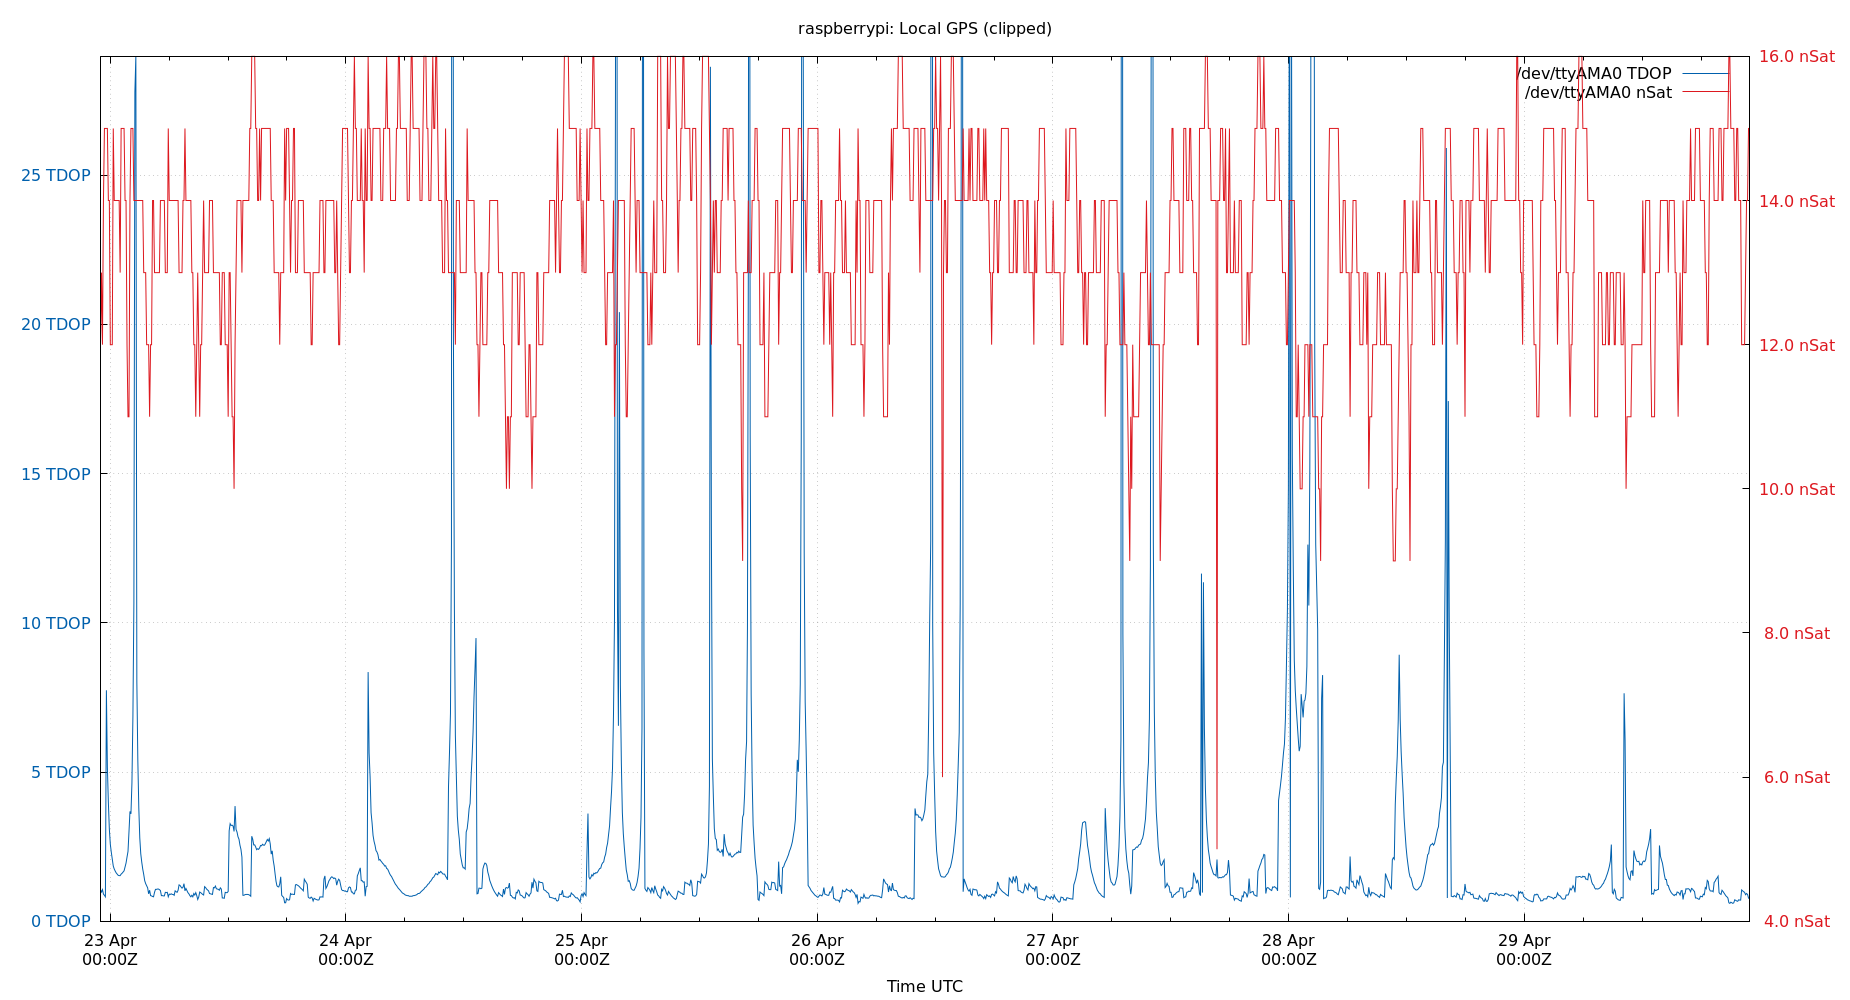 raspberrypi: Local GPS (clipped)
16.0 nSat
/dev/ttyAMA0 TDOP
/dev/ttyAMA0 nSat
25 TDOP
14.0 nSat
20 TDOP
12.0 nSat
15 TDOP
10.0 nSat
10 TDOP
8.0 nSat
5 TDOP
6.0 nSat
0 TDOP
4.0 nSat
23 Apr 24 Apr 25 Apr 26 Apr 27 Apr 28 Apr 29 Apr
00:00Z 00:00Z 00:00Z 00:00Z 00:00Z 00:00Z 00:00Z
Time UTC